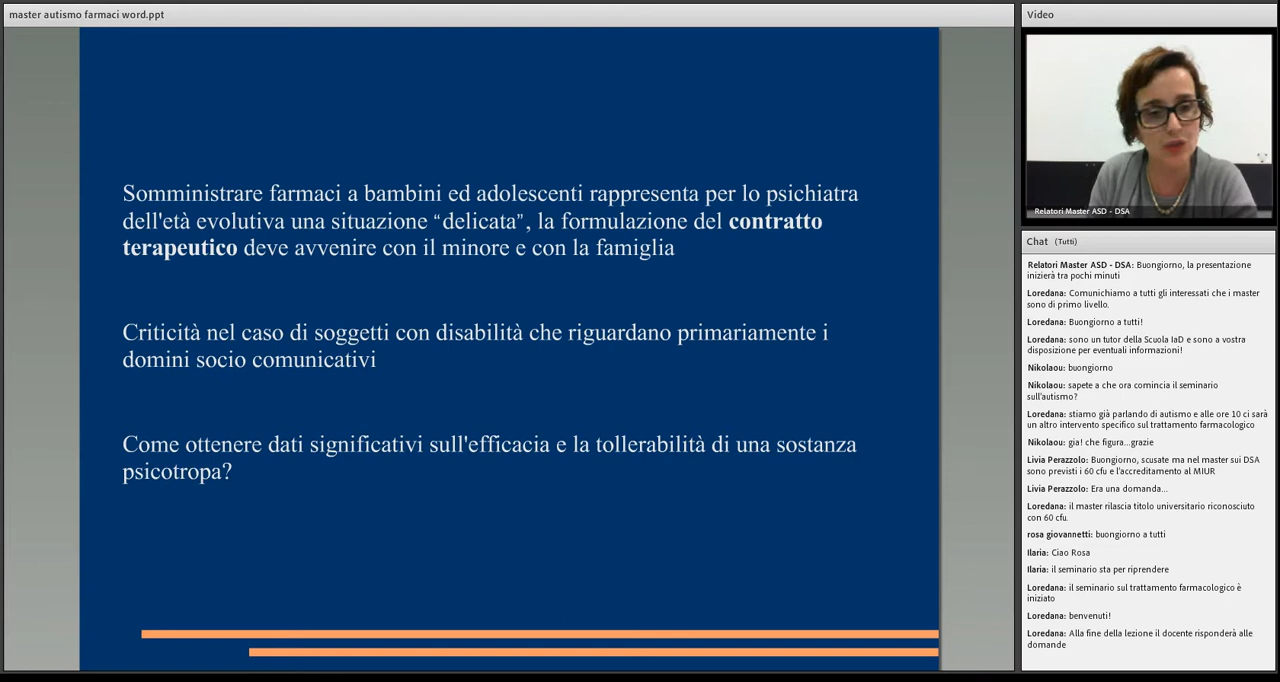 master autismo farmaci word.ppt
Somministrare farmaci a bambini ed adolescenti rappresenta per lo psichiatra
dell'età evolutiva una situazione “delicata”, la formulazione del contratto
terapeutico deve avvenire con il minore e con la famiglia
Criticità nel caso di soggetti con disabilità che riguardano primariamente i
domini socio comunicativi
Come ottenere dati significativi sull'efficacia e la tollerabilità di una sostanza
psicotropa?
Video
Relatori Master ASD - DSA
Chat (Tutti)
Relatori Master ASD - DSA: Buongiorno, la presentazione
inizierà tra pochi minuti
Loredana: Comunichiamo a tutti gli interessati che i master
sono di primo livello.
Loredana: Buongiorno a tutti!
Loredana: sono un tutor della Scuola IaD e sono a vostra
disposizione per eventuali informazioni!
Nikolaou: buongiorno
Nikolaou: sapete a che ora comincia il seminario
sull'autismo?
Loredana: stiamo già parlando di autismo e alle ore 10 ci sarà
un altro intervento specifico sul trattamento farmacologico
Nikolaou: gia! che figura...grazie
Livia Perazzolo: Buongiorno, scusate ma nel master sui DSA
sono previsti i 60 cfu e l'accreditamento al MIUR
Livia Perazzolo: Era una domanda...
Loredana: il master rilascia titolo universitario riconosciuto
con 60 cfu.
rosa giovannetti: buongiorno a tutti
Ilaria: Ciao Rosa
Ilaria: il seminario sta per riprendere
Loredana: il seminario sul trattamento farmacologico è
iniziato
Loredana: benvenuti!
Loredana: Alla fine della lezione il docente risponderà alle
domande